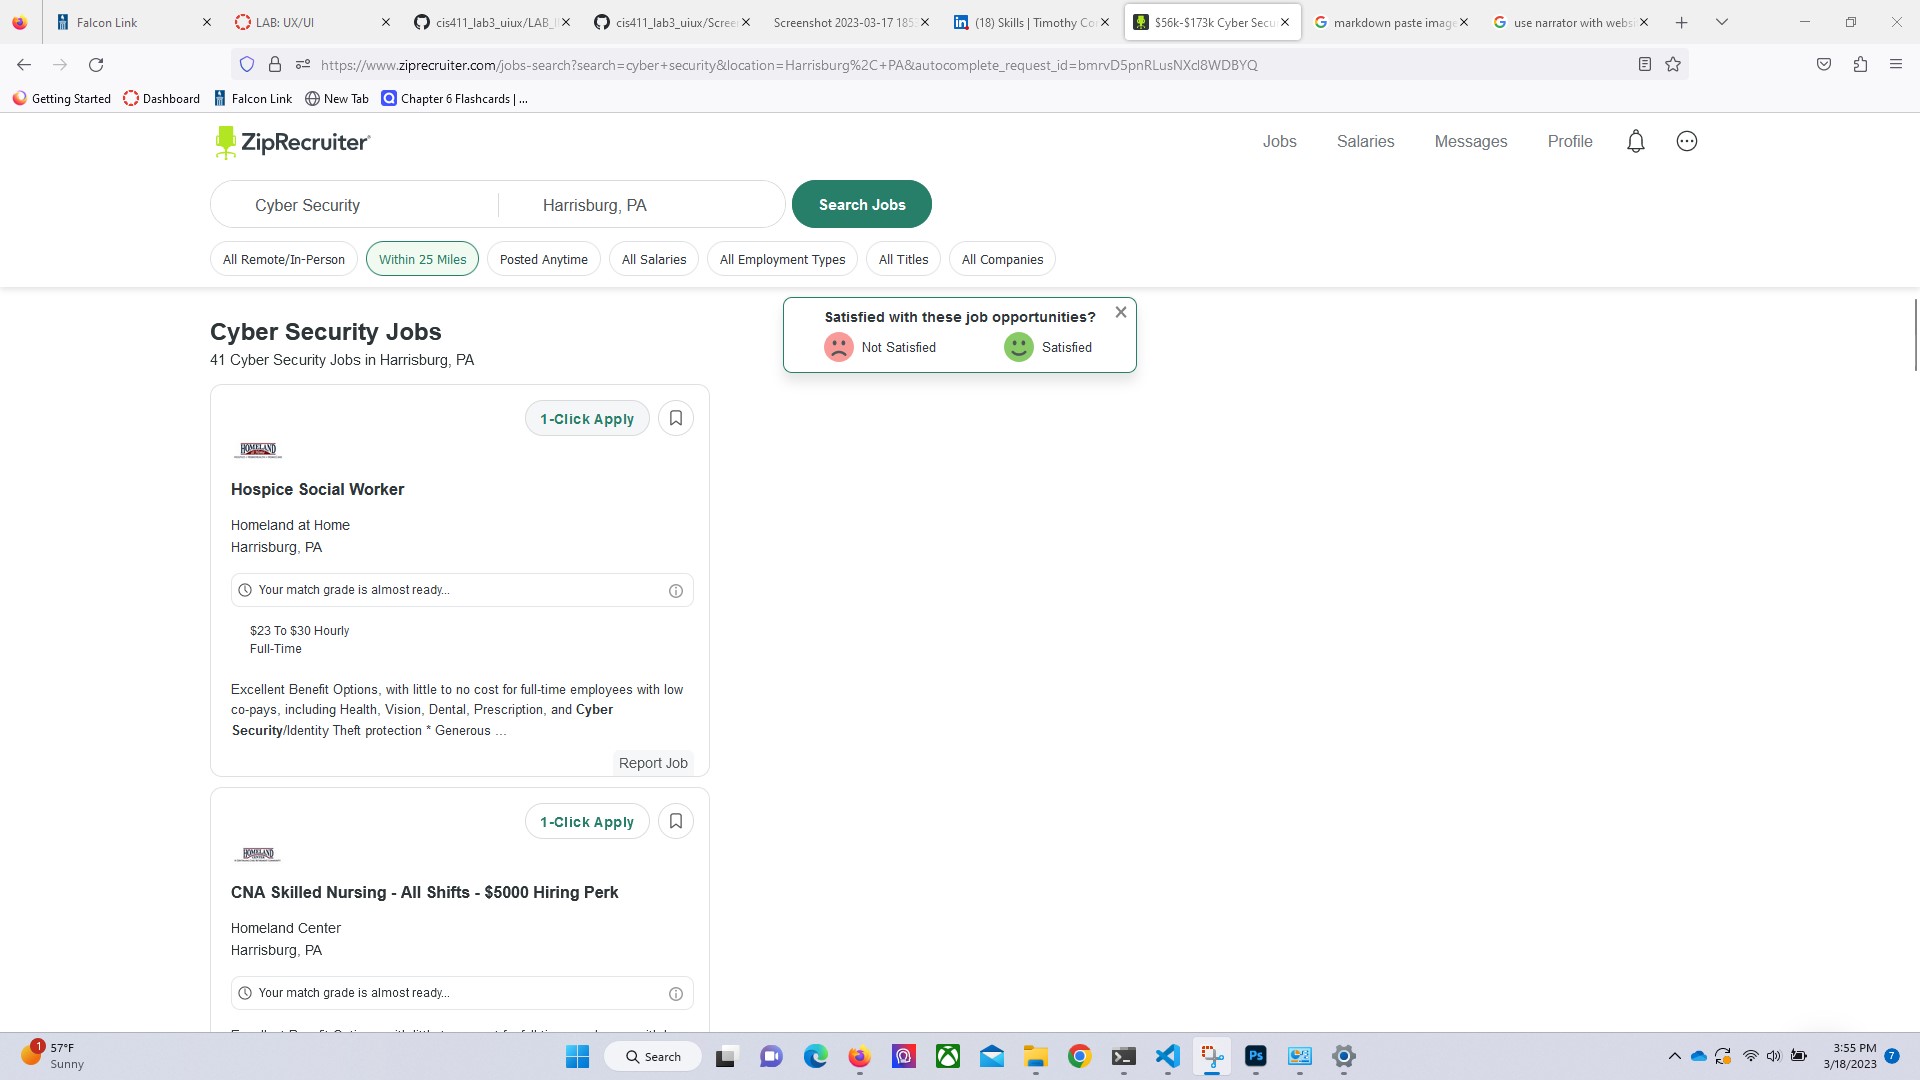 Falcon Link
LAB: UX/UI
cis411_lab3_uiux/LAB_
cis411_lab3_uiux/Scree
Screenshot 2023-03-17 185
(18) Skills | Timothy Co
$56k-$173k Cyber Secu
markdown paste image
use narrator with webs
https://www.ziprecruiter.com/jobs-search?search=cyber+security&location=Harrisburg%2C+PA&autocomplete_request_id=bmrvD5pnRLusNXcl8WDBYQ
Getting Started
Dashboard
Falcon Link
New Tab
Chapter 6 Flashcards | ...
ZipRecruiter
Jobs
Salaries
Messages
Profile
Cyber Security
Harrisburg, PA
Search Jobs
All Remote/In-Person
Within 25 Miles
Posted Anytime
All Salaries
All Employment Types
All Titles
All Companies
Satisfied with these job opportunities?
Not Satisfied
Satisfied
Cyber Security Jobs
41 Cyber Security Jobs in Harrisburg, PA
1-Click Apply
HOMELAND
Hospice Social Worker
Homeland at Home
Harrisburg, PA
Your match grade is almost ready...
$23 To $30 Hourly
Full-Time
Excellent Benefit Options, with little to no cost for full-time employees with low
co-pays, including Health, Vision, Dental, Prescription, and Cyber
Security/Identity Theft protection * Generous ...
Report Job
1-Click Apply
HOMELAND
CNA Skilled Nursing - All Shifts - $5000 Hiring Perk
Homeland Center
Harrisburg, PA
Your match grade is almost ready...
1
57°F
Sunny
Search
Ps
3:55 PM
3/18/2023
7